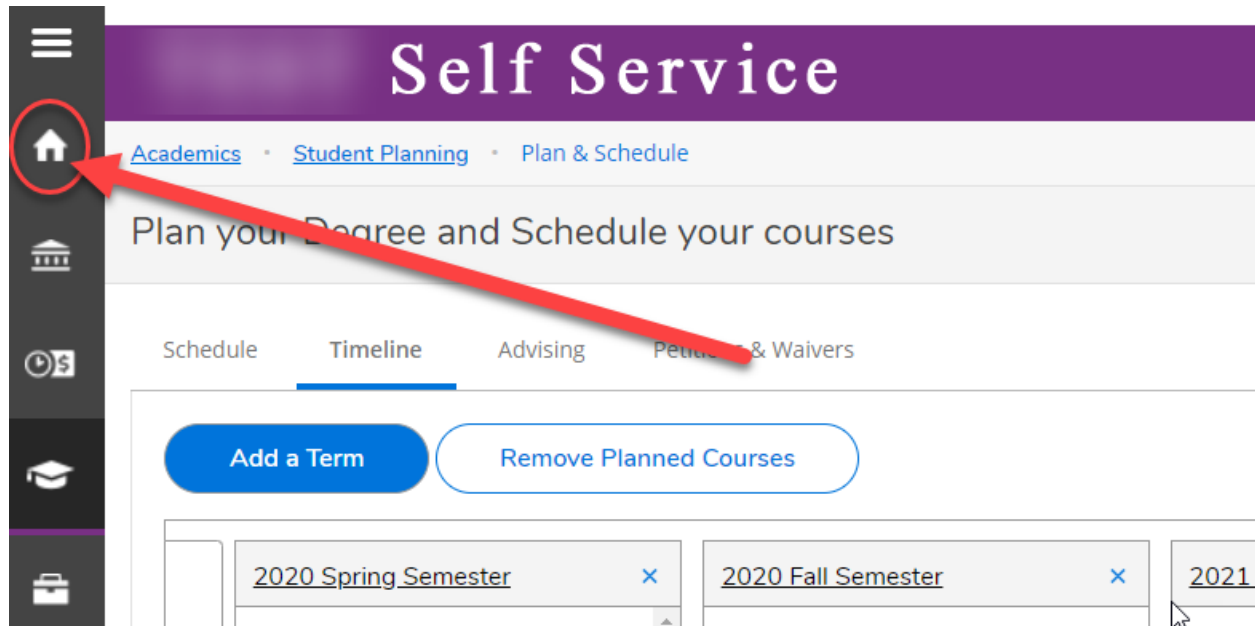 Self Service
Academics • Student Planning • Plan & Schedule
Plan your Degree and Schedule your courses
Schedule Timeline Advising & Waivers
Add a Term Remove Planned Courses
2020 Spring Semester × 2020 Fall Semester × 2021